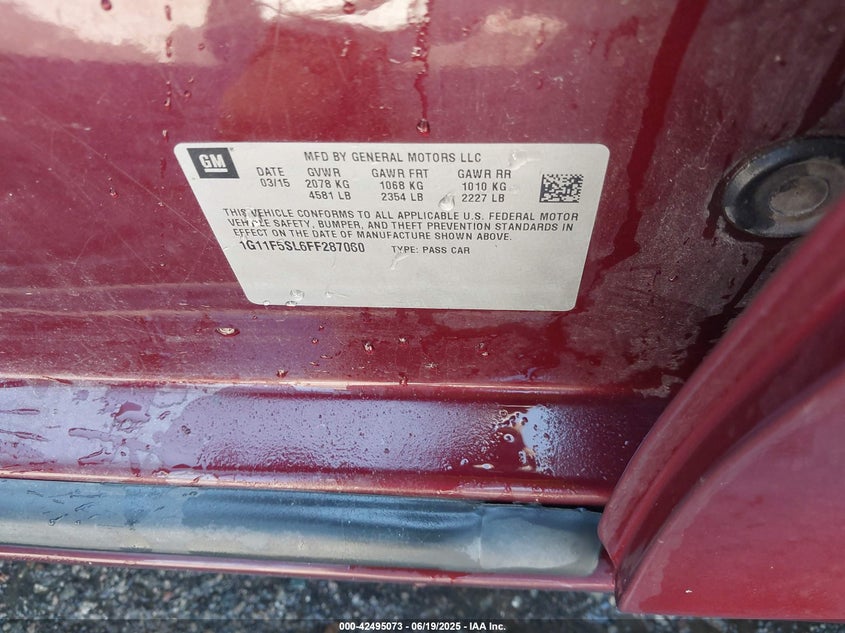 GM
MFD BY GENERAL MOTORS LLC
DATE GVWR GAWR FRT GAWR RR
03/15 2078 KG 1068 KG 1010 KG
4581 LB 2354 LB 2227 LB
THIS VEHICLE CONFORMS TO ALL APPLICABLE U.S. FEDERAL MOTOR
VEHICLE SAFETY, BUMPER, AND THEFT PREVENTION STANDARDS IN
EFFECT ON THE DATE OF MANUFACTURE SHOWN ABOVE.
1G11F5SL6FF287060 TYPE: PASS CAR
000-42495073 - 06/19/2025 - IAA Inc.